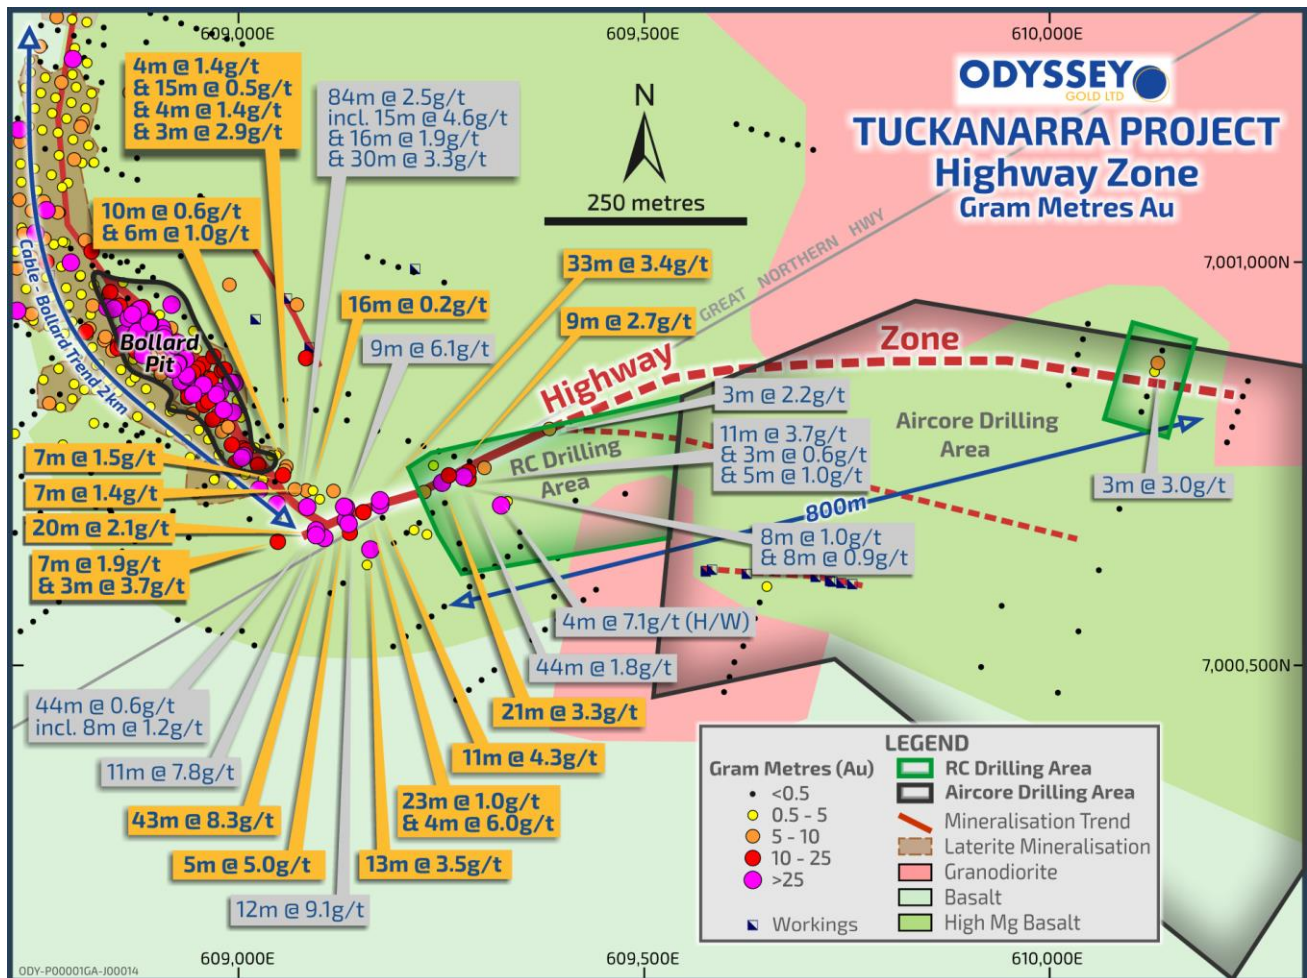 609,000E
609,500E
610,000E
ODYSSEY
GOLD LTD
TUCKANARRA PROJECT
Highway Zone
Gram Metres Au
4m @ 1.4g/t
& 15m @ 0.5g/t
& 4m @ 1.4g/t
& 3m @ 2.9g/t
84m @ 2.5g/t
incl. 15m @ 4.6g/t
& 16m @ 1.9g/t
& 30m @ 3.3g/t
N
250 metres
10m @ 0.6g/t
& 6m @ 1.0g/t
33m @ 3.4g/t
16m @ 0.2g/t
9m @ 2.7g/t
9m @ 6.1g/t
GREAT NORTHERN HWY
7,001,000N
Cable - Bollard Trend 2km
Bollard
Pit
Highway
Zone
3m @ 2.2g/t
RC Drilling
Area
Aircore Drilling
Area
11m @ 3.7g/t
& 3m @ 0.6g/t
& 5m @ 1.0g/t
3m @ 3.0g/t
800m
7m @ 1.5g/t
7m @ 1.4g/t
20m @ 2.1g/t
7m @ 1.9g/t
& 3m @ 3.7g/t
8m @ 1.0g/t
& 8m @ 0.9g/t
4m @ 7.1g/t (H/W)
44m @ 1.8g/t
7,000,500N
44m @ 0.6g/t
incl. 8m @ 1.2g/t
21m @ 3.3g/t
11m @ 4.3g/t
11m @ 7.8g/t
23m @ 1.0g/t
& 4m @ 6.0g/t
43m @ 8.3g/t
5m @ 5.0g/t
13m @ 3.5g/t
12m @ 9.1g/t
LEGEND
Gram Metres (Au)
<0.5
0.5 - 5
5 - 10
10 - 25
>25
Workings
RC Drilling Area
Aircore Drilling Area
Mineralisation Trend
Laterite Mineralisation
Granodiorite
Basalt
High Mg Basalt
609,000E
609,500E
610,000E
ODY-P00001GA-J00014